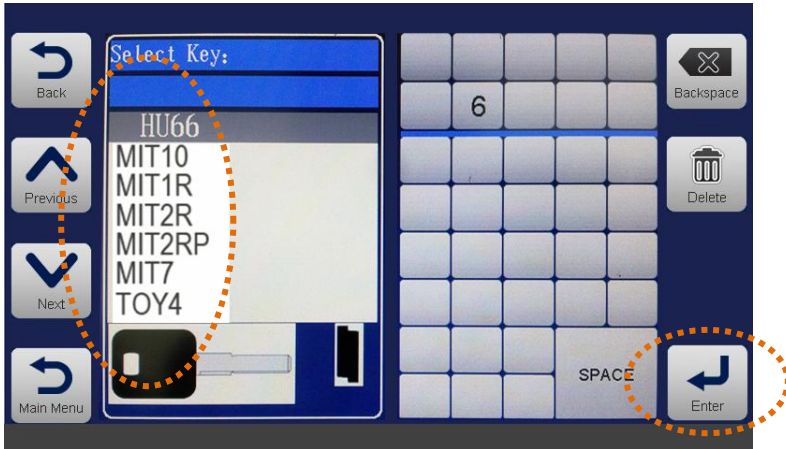 Back
Previous
Next
Main Menu
Select Key:
HU66
MIT10
MIT1R
MIT2R
MIT2RP
MIT7
TOY4
6
SPACE
Backspace
Delete
Enter